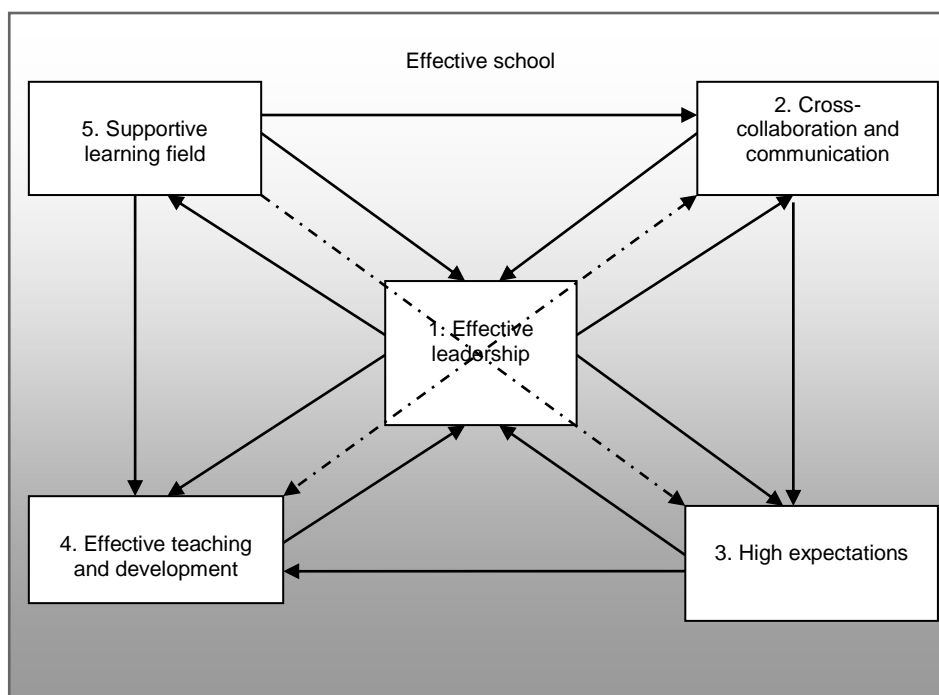 Effective school
5. Supportive
learning field
2. Cross-
collaboration and
communication
1: Effective
leadership
4. Effective teaching
and development
3. High expectations